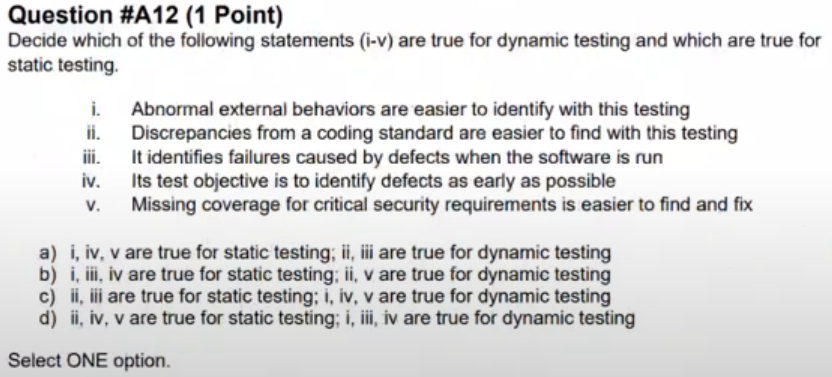 Question #A12 (1 Point)
Decide which of the following statements (i-v) are true for dynamic testing and which are true for
static testing.
i. Abnormal external behaviors are easier to identify with this testing
ii. Discrepancies from a coding standard are easier to find with this testing
iii. It identifies failures caused by defects when the software is run
iv. Its test objective is to identify defects as early as possible
v. Missing coverage for critical security requirements is easier to find and fix
a) i, iv, v are true for static testing; ii, iii are true for dynamic testing
b) i, iii, iv are true for static testing; ii, v are true for dynamic testing
c) ii, iii are true for static testing; i, iv, v are true for dynamic testing
d) ii, iv, v are true for static testing; i, iii, iv are true for dynamic testing
Select ONE option.